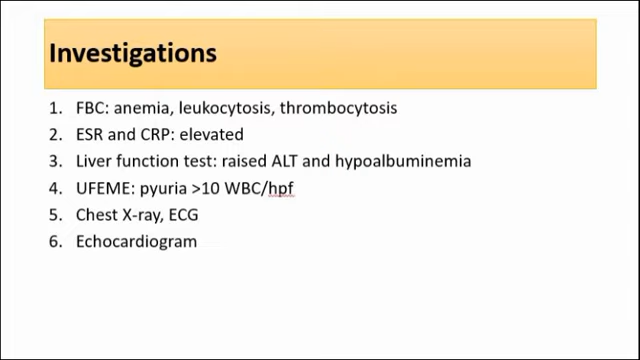 Investigations
1. FBC: anemia, leukocytosis, thrombocytosis
2. ESR and CRP: elevated
3. Liver function test: raised ALT and hypoalbuminemia
4. UFEME: pyuria >10 WBC/hpf
5. Chest X-ray, ECG
6. Echocardiogram